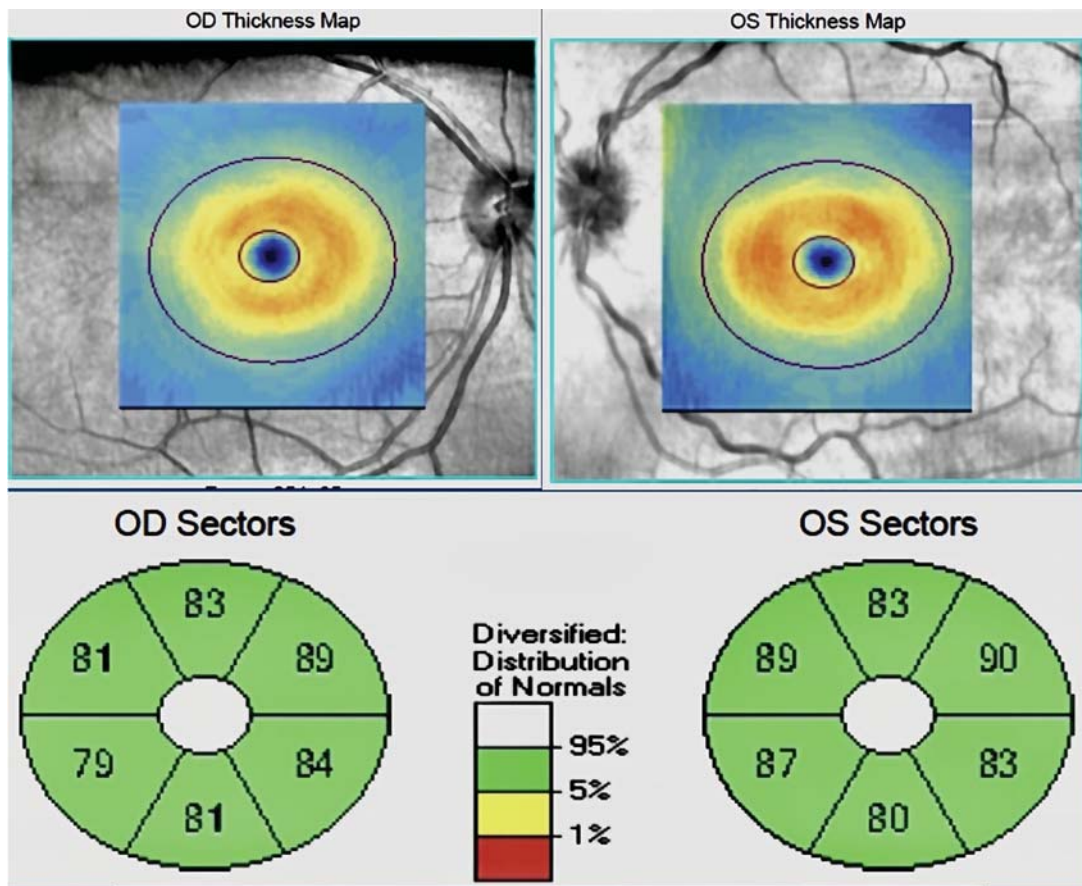 OD Thickness Map
OS Thickness Map
OD Sectors
OS Sectors
83
81
89
79
84
81
Diversified:
Distribution
of Normals
95%
5%
1%
83
89
90
87
83
80